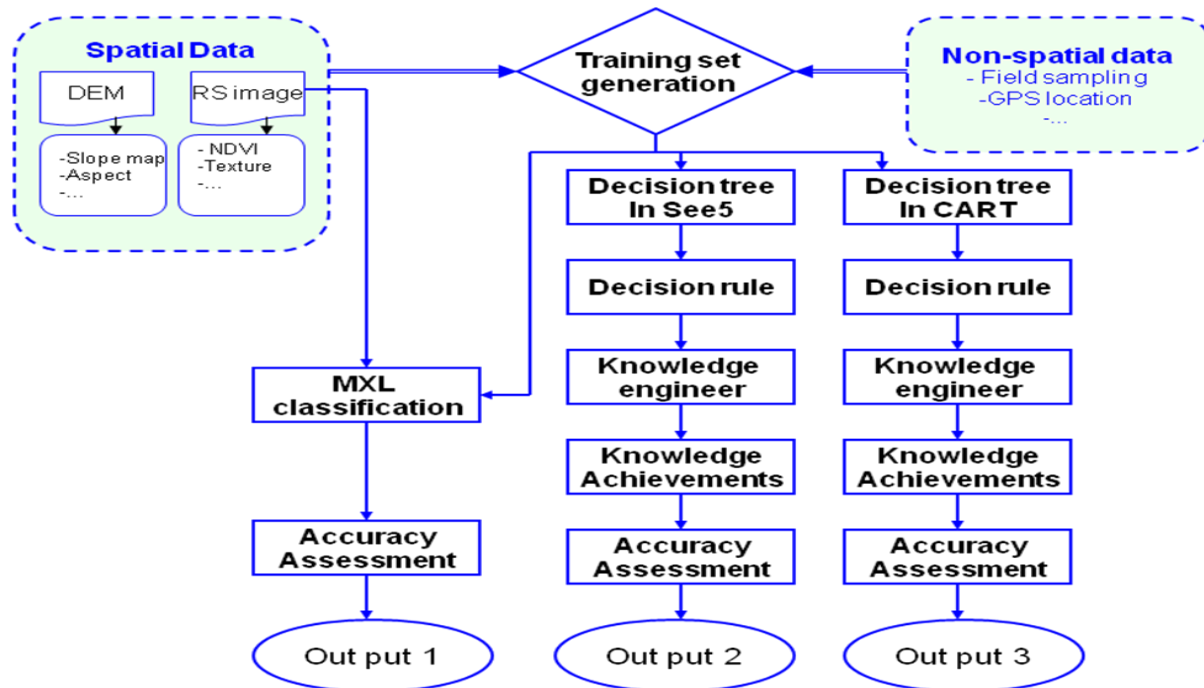 Spatial Data
DEM
RS image
-Slope map
-Aspect
-...
- NDVI
-Texture
-...
Training set
generation
Non-spatial data
- Field sampling
-GPS location
-...
MXL
classification
Accuracy
Assessment
Out put 1
Decision tree
In See5
Decision rule
Knowledge
engineer
Knowledge
Achievements
Accuracy
Assessment
Out put 2
Decision tree
In CART
Decision rule
Knowledge
engineer
Knowledge
Achievements
Accuracy
Assessment
Out put 3